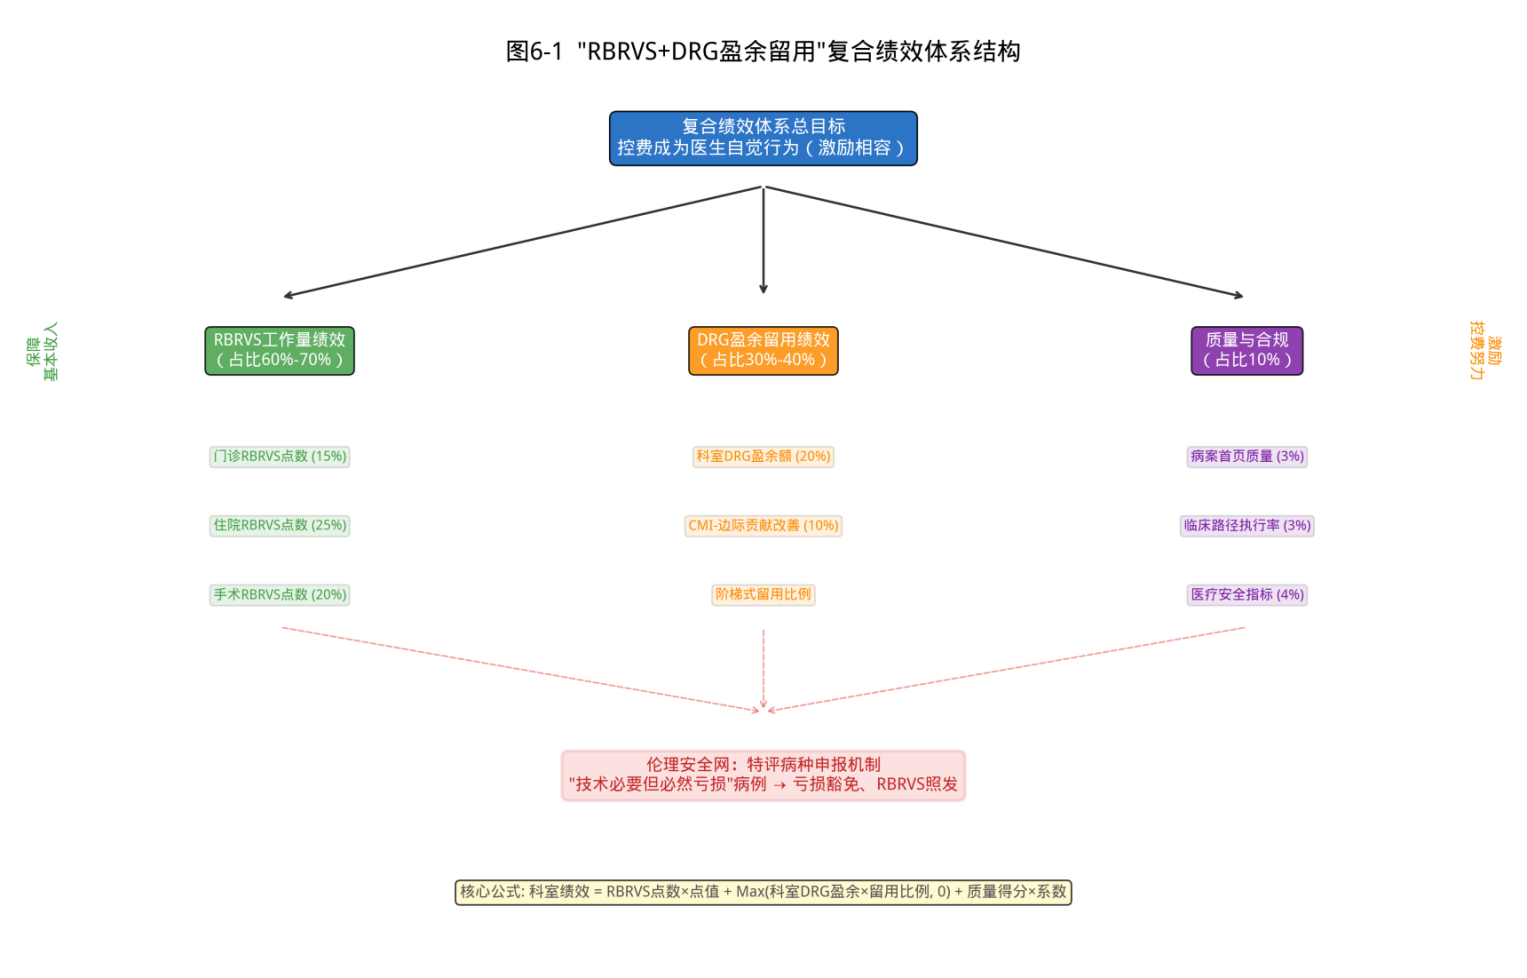 图6-1 "RBRVS+DRG盈余留用"复合绩效体系结构
复合绩效体系总目标
控费成为医生自觉行为（激励相容）
保障
基本收入
RBRVS工作量绩效
（占比60%-70%）
DRG盈余留用绩效
（占比30%-40%）
质量与合规
（占比10%）
激励
控费努力
门诊RBRVS点数 (15%)
科室DRG盈余额 (20%)
病案首页质量 (3%)
住院RBRVS点数 (25%)
CMI-边际贡献改善 (10%)
临床路径执行率 (3%)
手术RBRVS点数 (20%)
阶梯式留用比例
医疗安全指标 (4%)
伦理安全网：特评病种申报机制
"技术必要但必然亏损"病例 → 亏损豁免、RBRVS照发
核心公式: 科室绩效 = RBRVS点数×点值 + Max(科室DRG盈余×留用比例, 0) + 质量得分×系数